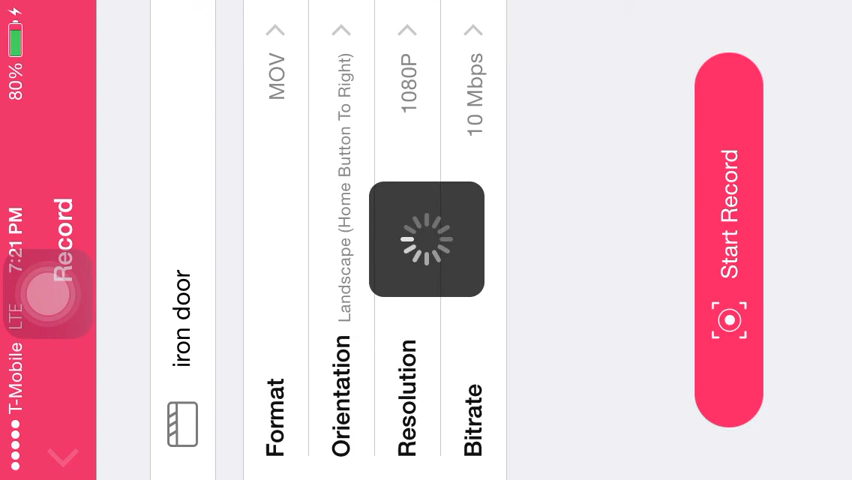 T-Mobile LTE 7:21 PM 80%
Record
iron door
Format MOV
Orientation Landscape (Home Button To Right)
Resolution 1080P
Bitrate 10 Mbps
Start Record